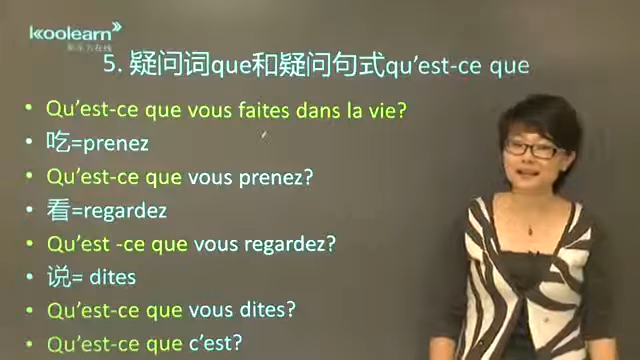 koolearn
新东方在线
5. 疑问词que和疑问句式qu'est-ce que
• Qu'est-ce que vous faites dans la vie?
• 吃=prenez
• Qu'est-ce que vous prenez?
• 看=regardez
• Qu'est -ce que vous regardez?
• 说= dites
• Qu'est-ce que vous dites?
• Qu'est-ce que c'est?